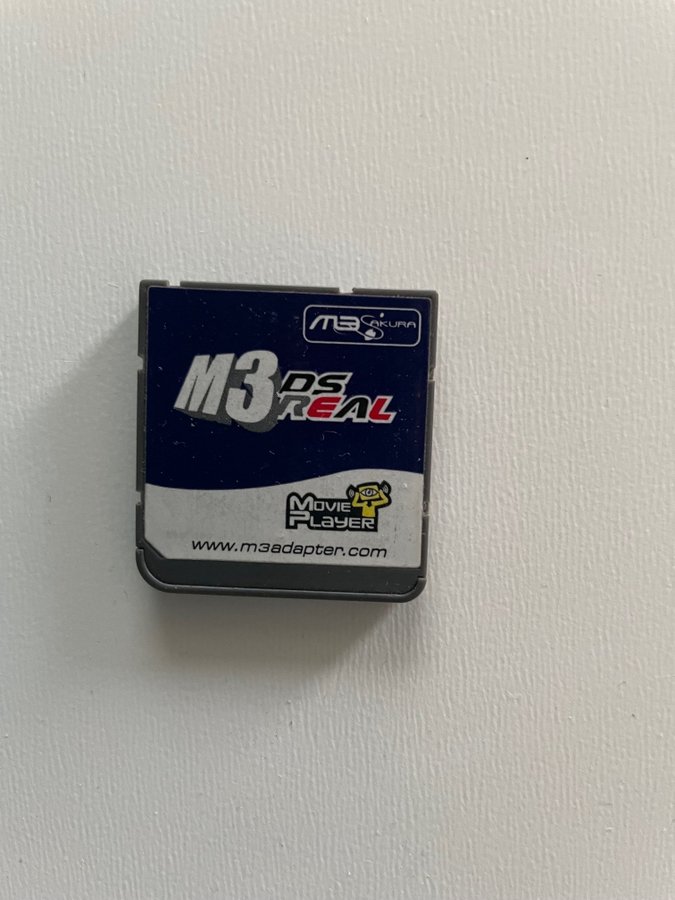 M3 SAKURA
M3 DS
REAL
MOVIE
PLAYER
www.m3adapter.com